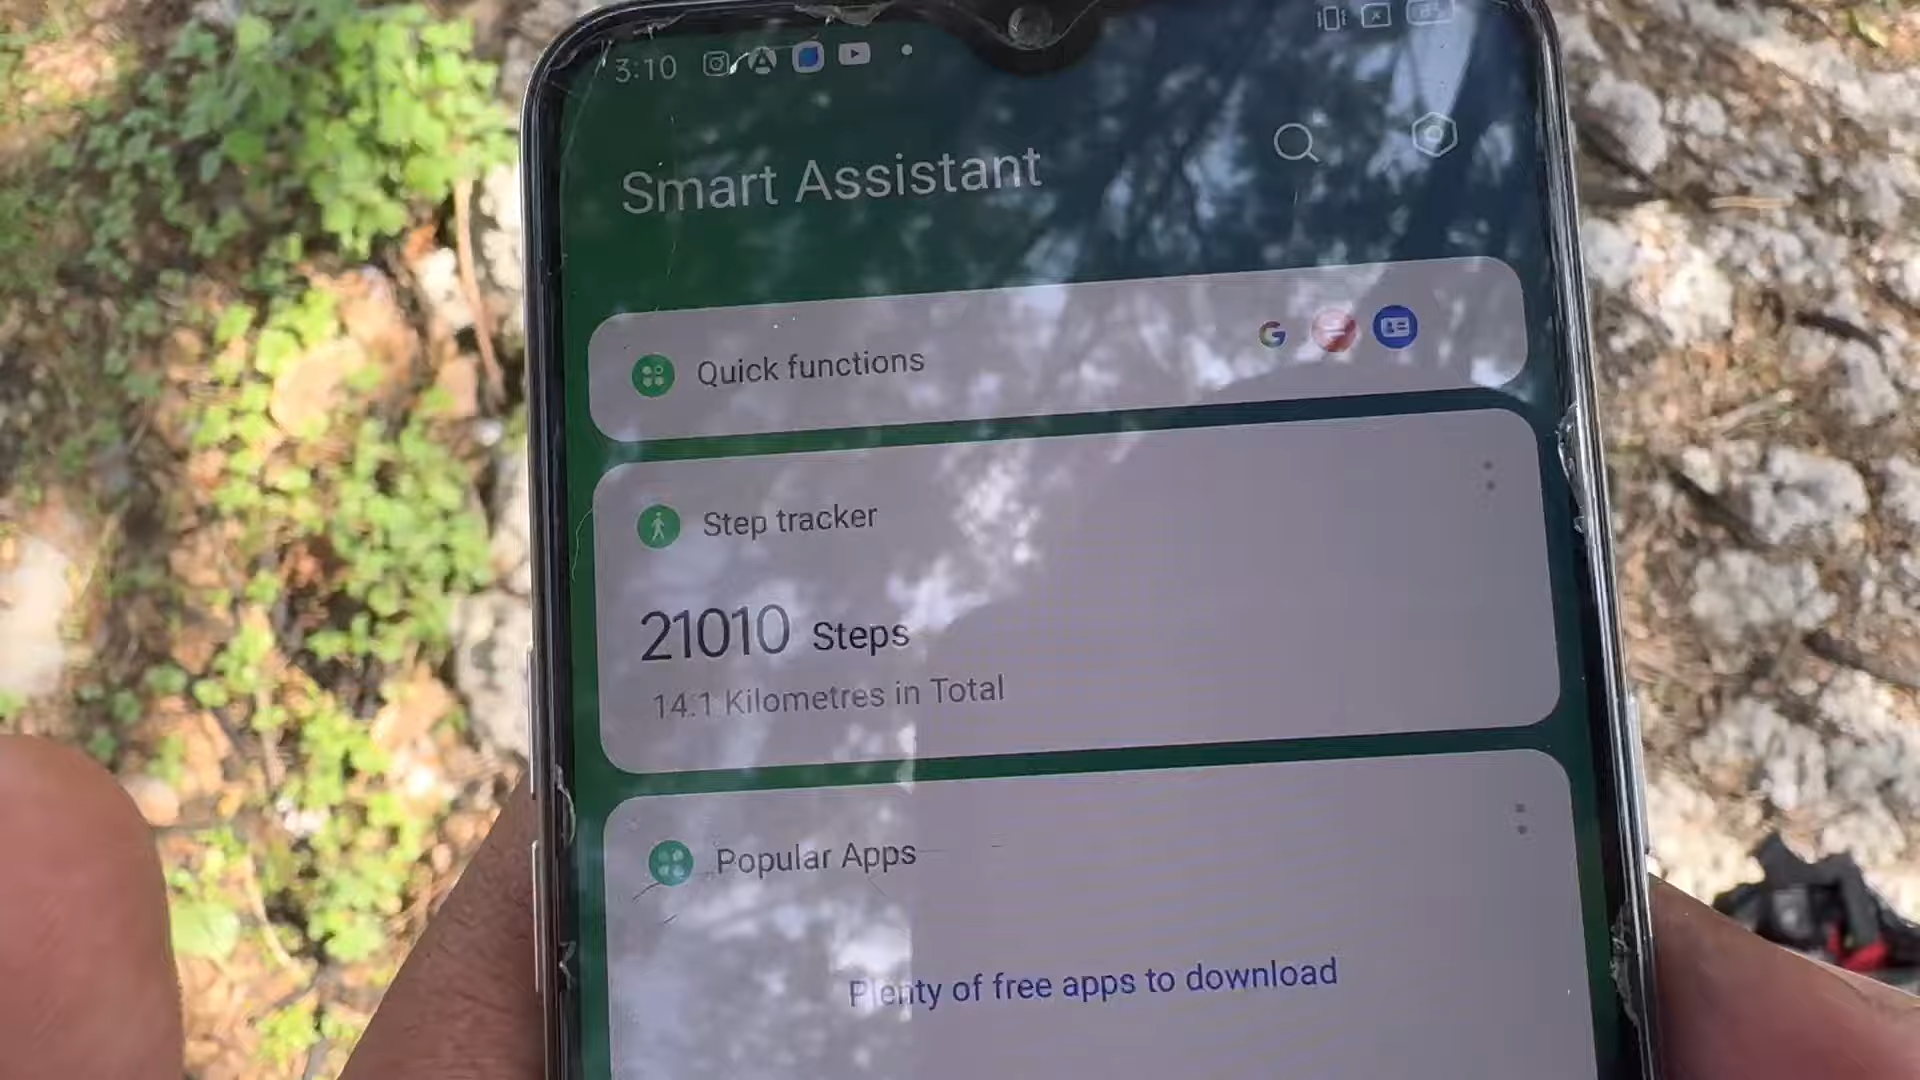 3:10
Smart Assistant
Quick functions
Step tracker
21010 Steps
14.1 Kilometres in Total
Popular Apps
Plenty of free apps to download